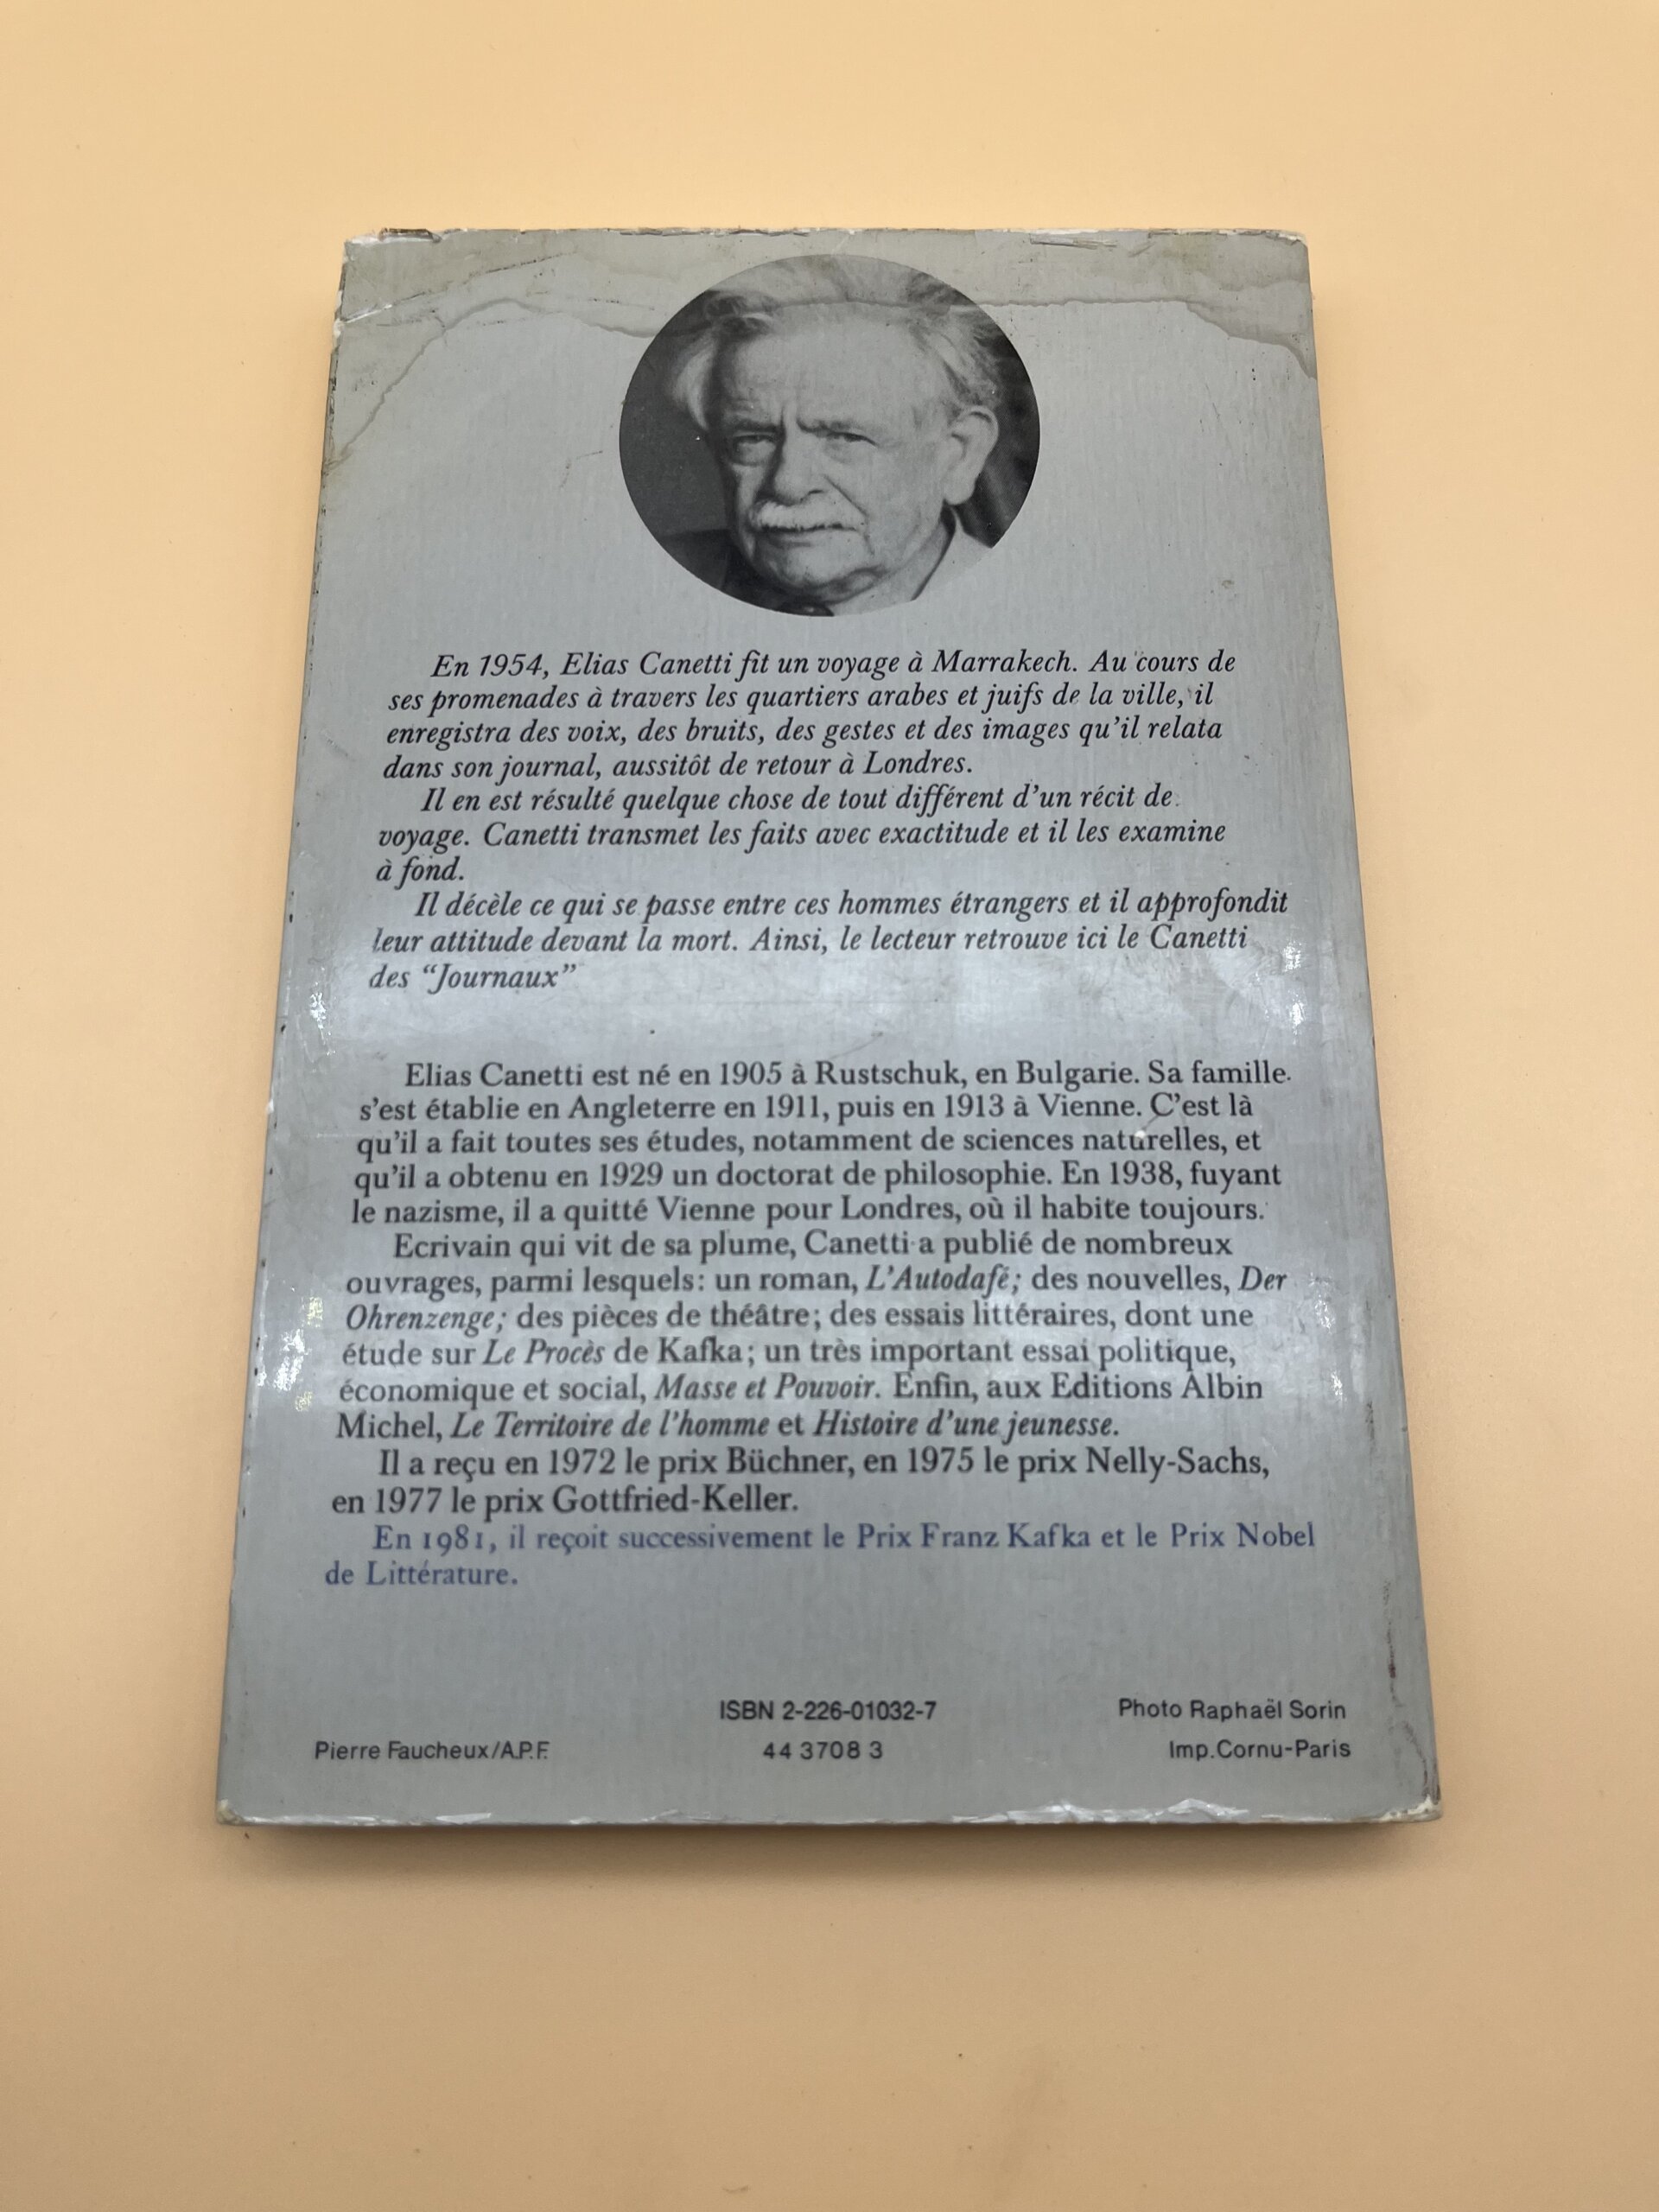 En 1954, Elias Canetti fit un voyage à Marrakech. Au cours de
ses promenades à travers les quartiers arabes et juifs de la ville, il
enregistra des voix, des bruits, des gestes et des images qu'il relata
dans son journal, aussitôt de retour à Londres.
Il en est résulté quelque chose de tout différent d'un récit de
voyage. Canetti transmet les faits avec exactitude et il les examine
à fond.
Il décèle ce qui se passe entre ces hommes étrangers et il approfondit
leur attitude devant la mort. Ainsi, le lecteur retrouve ici le Canetti
des “Journaux”
Elias Canetti est né en 1905 à Rustschuk, en Bulgarie. Sa famille
s'est établie en Angleterre en 1911, puis en 1913 à Vienne. C'est là
qu'il a fait toutes ses études, notamment de sciences naturelles, et
qu'il a obtenu en 1929 un doctorat de philosophie. En 1938, fuyant
le nazisme, il a quitté Vienne pour Londres, où il habite toujours.
Ecrivain qui vit de sa plume, Canetti a publié de nombreux
ouvrages, parmi lesquels: un roman, L'Autodafé; des nouvelles, Der
Ohrenzenge; des pièces de théâtre; des essais littéraires, dont une
étude sur Le Procès de Kafka; un très important essai politique,
économique et social, Masse et Pouvoir. Enfin, aux Editions Albin
Michel, Le Territoire de l'homme et Histoire d'une jeunesse.
Il a reçu en 1972 le prix Büchner, en 1975 le prix Nelly-Sachs,
en 1977 le prix Gottfried-Keller.
En 1981, il reçoit successivement le Prix Franz Kafka et le Prix Nobel
de Littérature.
ISBN 2-226-01032-7
Photo Raphaël Sorin
Pierre Faucheux/A.P.F.
44 3708 3
Imp.Cornu-Paris